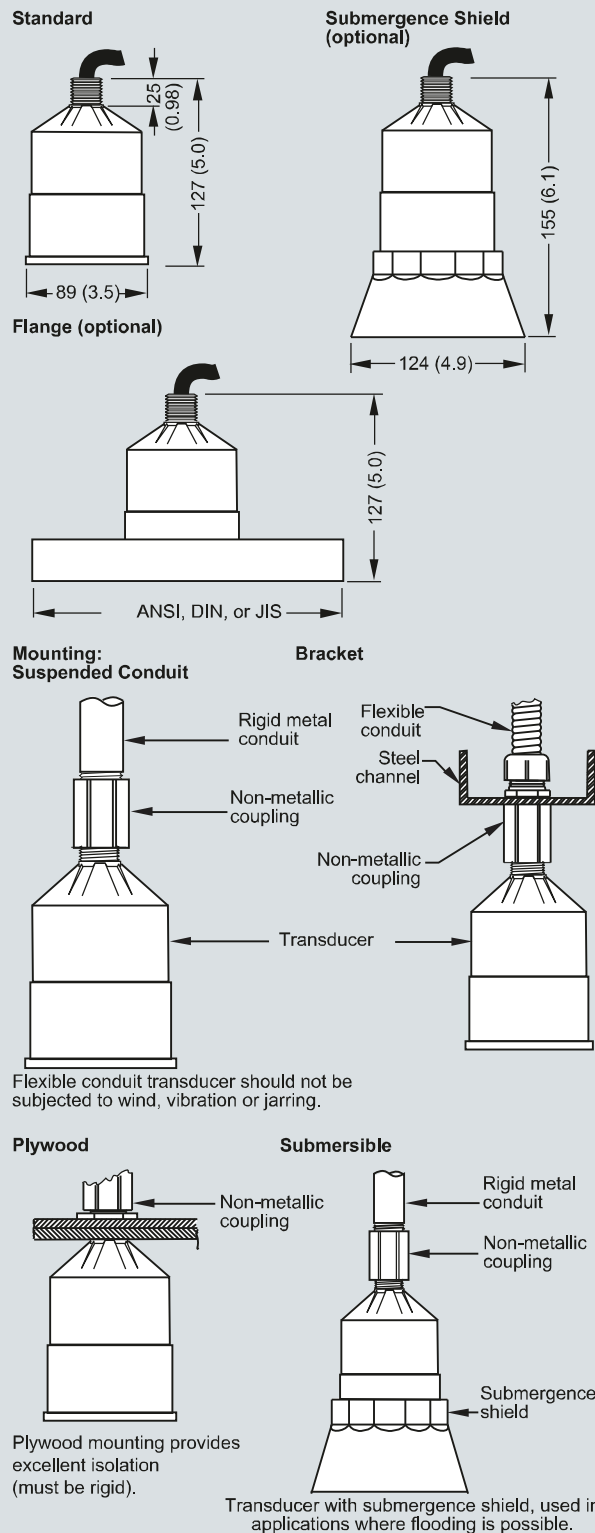 Standard
Submergence Shield
(optional)
25
(0.98)
127 (5.0)
155 (6.1)
89 (3.5)
124 (4.9)
Flange (optional)
127 (5.0)
ANSI, DIN, or JIS
Mounting:
Suspended Conduit
Bracket
Rigid metal
conduit
Non-metallic
coupling
Flexible
conduit
Steel
channel
Non-metallic
coupling
Transducer
Flexible conduit transducer should not be
subjected to wind, vibration or jarring.
Plywood
Non-metallic
coupling
Plywood mounting provides
excellent isolation
(must be rigid).
Submersible
Rigid metal
conduit
Non-metallic
coupling
Submergence
shield
Transducer with submergence shield, used in
applications where flooding is possible.